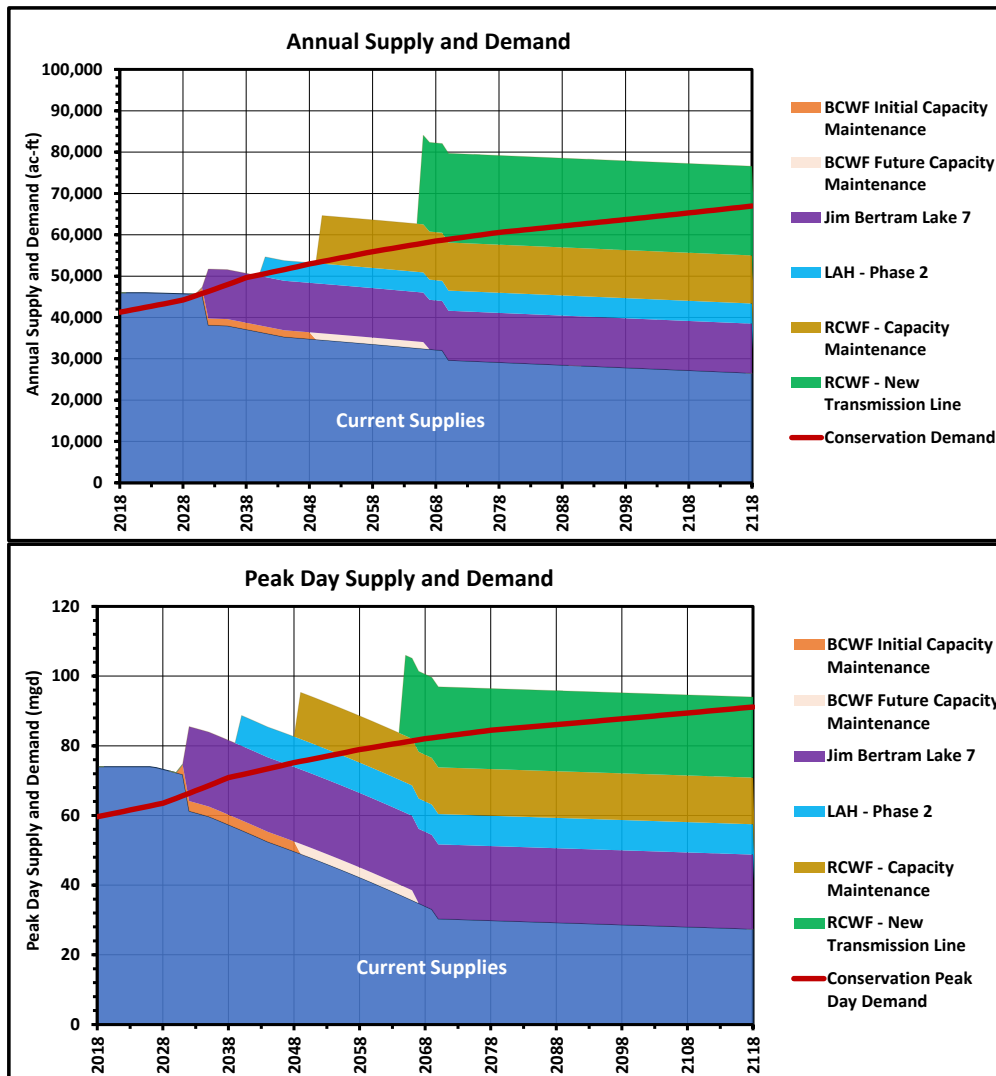 Annual Supply and Demand
Annual Supply and Demand (ac-ft)
100,000
90,000
80,000
70,000
60,000
50,000
40,000
30,000
20,000
10,000
0
Current Supplies
2018
2028
2038
2048
2058
2068
2078
2088
2098
2108
2118
BCWF Initial Capacity
Maintenance
BCWF Future Capacity
Maintenance
Jim Bertram Lake 7
LAH - Phase 2
RCWF - Capacity
Maintenance
RCWF - New
Transmission Line
Conservation Demand
Peak Day Supply and Demand
Peak Day Supply and Demand (mgd)
120
100
80
60
40
20
0
Current Supplies
2018
2028
2038
2048
2058
2068
2078
2088
2098
2108
2118
BCWF Initial Capacity
Maintenance
BCWF Future Capacity
Maintenance
Jim Bertram Lake 7
LAH - Phase 2
RCWF - Capacity
Maintenance
RCWF - New
Transmission Line
Conservation Peak
Day Demand